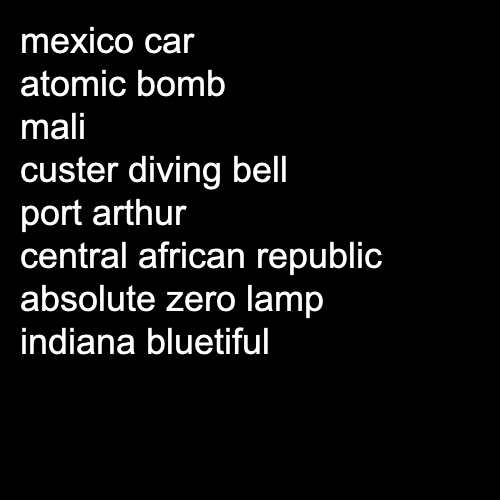 mexico car
atomic bomb
mali
custer diving bell
port arthur
central african republic
absolute zero lamp
indiana bluetiful